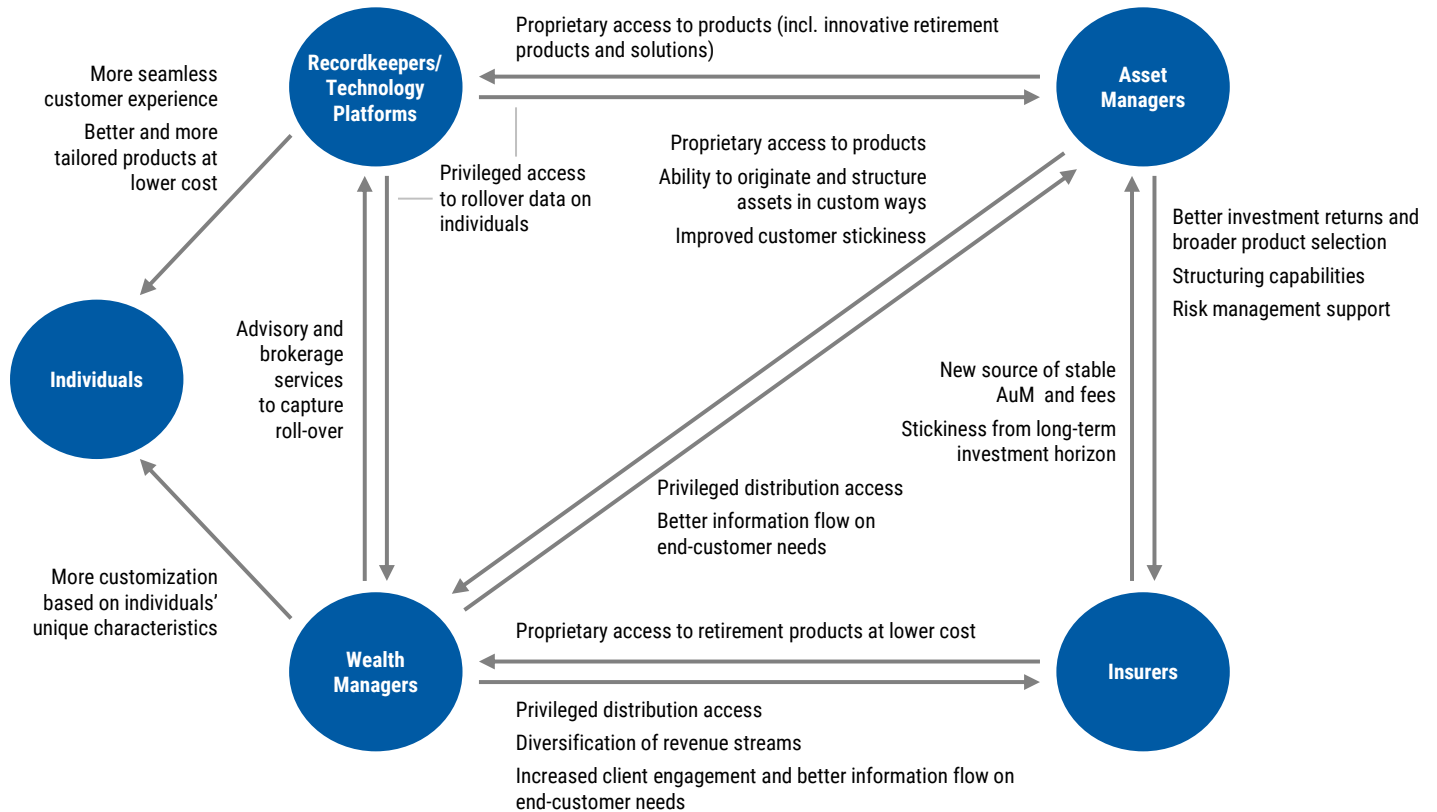 Proprietary access to products (incl. innovative retirement
products and solutions)
Recordkeepers/
Technology
Platforms
Asset
Managers
More seamless
customer experience
Better and more
tailored products at
lower cost
Privileged access
to rollover data on
individuals
Proprietary access to products
Ability to originate and structure
assets in custom ways
Improved customer stickiness
Better investment returns and
broader product selection
Structuring capabilities
Risk management support
Individuals
Advisory and
brokerage
services
to capture
roll-over
New source of stable
AuM and fees
Stickiness from long-term
investment horizon
Privileged distribution access
Better information flow on
end-customer needs
More customization
based on individuals’
unique characteristics
Proprietary access to retirement products at lower cost
Wealth
Managers
Insurers
Privileged distribution access
Diversification of revenue streams
Increased client engagement and better information flow on
end-customer needs